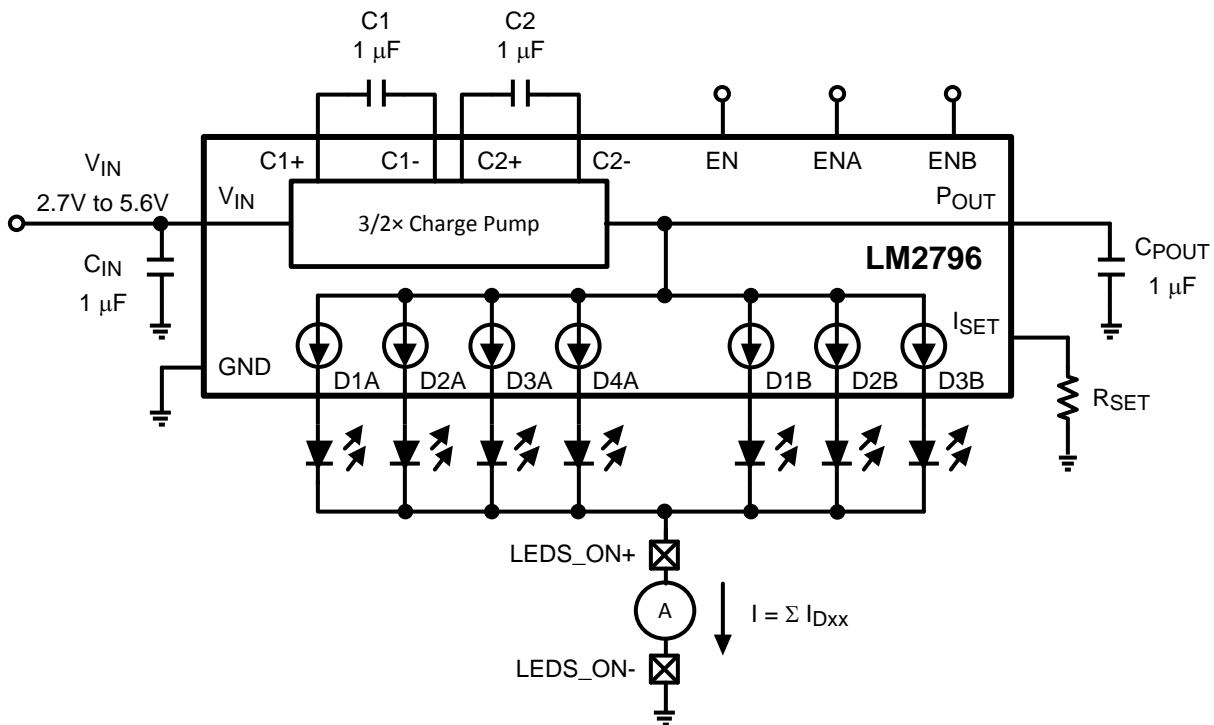 C1
1 μF
C2
1 μF
C1+
C1-
C2+
C2-
EN
ENA
ENB
VIN
2.7V to 5.6V
VIN
3/2× Charge Pump
POUT
LM2796
CIN
1 μF
CPOUT
1 μF
ISET
GND
D1A
D2A
D3A
D4A
D1B
D2B
D3B
RSET
LEDS_ON+
A
I = Σ IDxx
LEDS_ON-